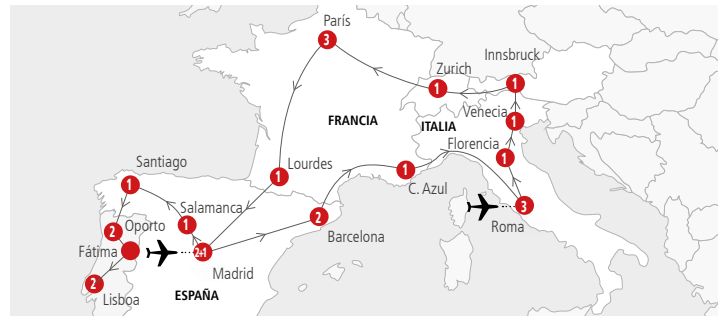 París
3
Innsbruck
1
Zurich
1
Venecia
1
FRANCIA
ITALIA
Florencia
1
Santiago
1
Lourdes
1
C. Azul
1
Salamanca
1
3
Roma
2
Barcelona
Oporto
2
Fátima
2+1
Madrid
2
Lisboa
ESPAÑA